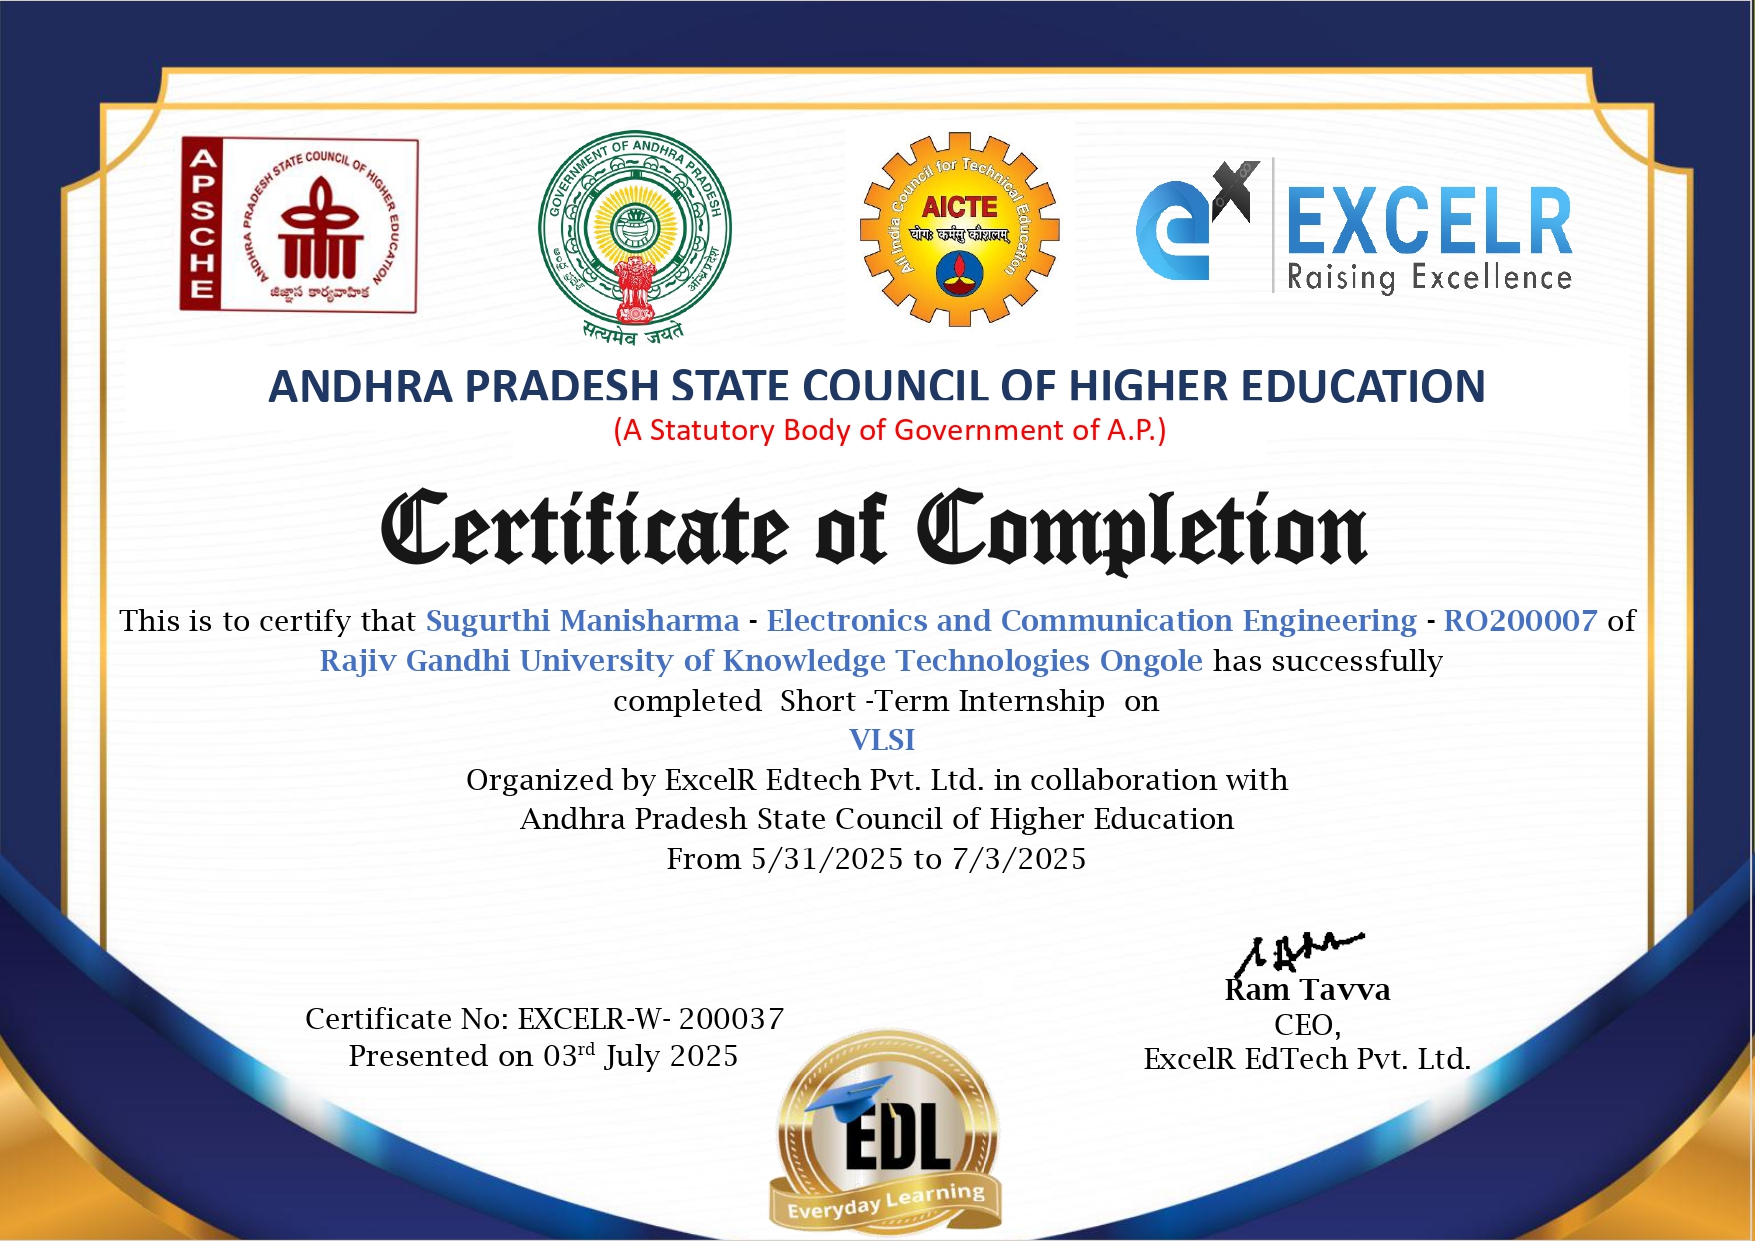 APSCHE
ANDHRA PRADESH STATE COUNCIL OF HIGHER EDUCATION
జిజ్ఞాస కార్యవాహిక
GOVERNMENT OF ANDHRA PRADESH
ఆంధ్ర ప్రదేశ్
आन्ध्र प्रदेश
सत्यमेव जयते
All India Council for Technical Education
AICTE
योगः कर्मसु कौशलम्
EXCELR
Raising Excellence
ANDHRA PRADESH STATE COUNCIL OF HIGHER EDUCATION
(A Statutory Body of Government of A.P.)
Certificate of Completion
This is to certify that Sugurthi Manisharma - Electronics and Communication Engineering - RO200007 of
Rajiv Gandhi University of Knowledge Technologies Ongole has successfully
completed Short -Term Internship on
VLSI
Organized by ExcelR Edtech Pvt. Ltd. in collaboration with
Andhra Pradesh State Council of Higher Education
From 5/31/2025 to 7/3/2025
Ram Tavva
CEO,
ExcelR EdTech Pvt. Ltd.
Certificate No: EXCELR-W- 200037
Presented on 03rd July 2025
EDL
Everyday Learning